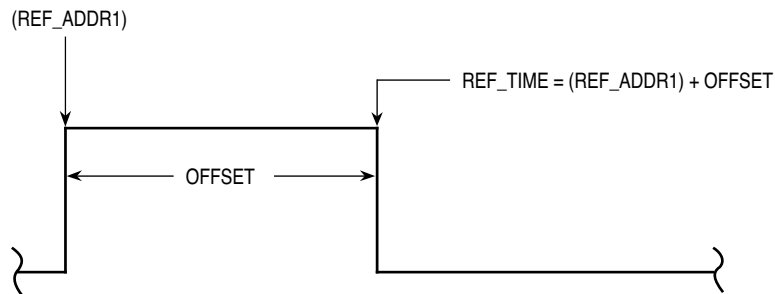 (REF_ADDR1)
REF_TIME = (REF_ADDR1) + OFFSET
OFFSET